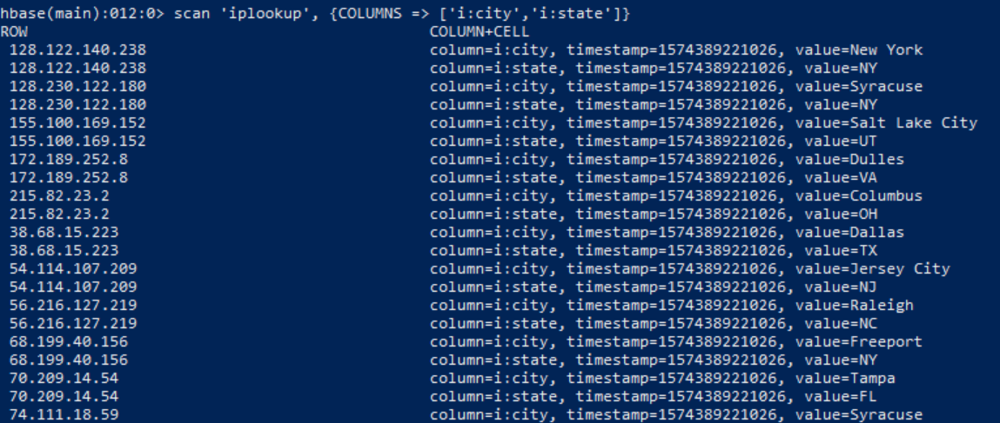 hbase(main):012:0> scan 'iplookup', {COLUMNS => ['i:city','i:state']}
ROW COLUMN+CELL
128.122.140.238 column=i:city, timestamp=1574389221026, value=New York
128.122.140.238 column=i:state, timestamp=1574389221026, value=NY
128.230.122.180 column=i:city, timestamp=1574389221026, value=Syracuse
128.230.122.180 column=i:state, timestamp=1574389221026, value=NY
155.100.169.152 column=i:city, timestamp=1574389221026, value=Salt Lake City
155.100.169.152 column=i:state, timestamp=1574389221026, value=UT
172.189.252.8 column=i:city, timestamp=1574389221026, value=Dulles
172.189.252.8 column=i:state, timestamp=1574389221026, value=VA
215.82.23.2 column=i:city, timestamp=1574389221026, value=Columbus
215.82.23.2 column=i:state, timestamp=1574389221026, value=OH
38.68.15.223 column=i:city, timestamp=1574389221026, value=Dallas
38.68.15.223 column=i:state, timestamp=1574389221026, value=TX
54.114.107.209 column=i:city, timestamp=1574389221026, value=Jersey City
54.114.107.209 column=i:state, timestamp=1574389221026, value=NJ
56.216.127.219 column=i:city, timestamp=1574389221026, value=Raleigh
56.216.127.219 column=i:state, timestamp=1574389221026, value=NC
68.199.40.156 column=i:city, timestamp=1574389221026, value=Freeport
68.199.40.156 column=i:state, timestamp=1574389221026, value=NY
70.209.14.54 column=i:city, timestamp=1574389221026, value=Tampa
70.209.14.54 column=i:state, timestamp=1574389221026, value=FL
74.111.18.59 column=i:city, timestamp=1574389221026, value=Syracuse